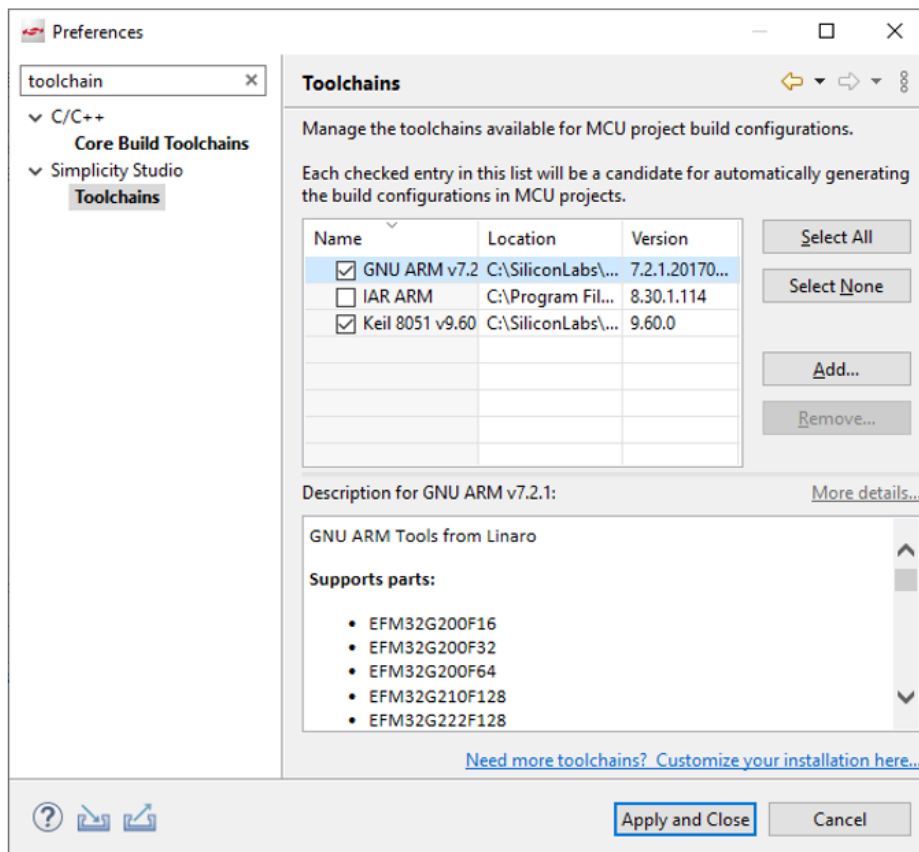 Preferences
toolchain
C/C++
Core Build Toolchains
Simplicity Studio
Toolchains
Toolchains
Manage the toolchains available for MCU project build configurations.
Each checked entry in this list will be a candidate for automatically generating
the build configurations in MCU projects.
Name Location Version
GNU ARM v7.2 C:\SiliconLabs\... 7.2.1.20170...
IAR ARM C:\Program Fil... 8.30.1.114
Keil 8051 v9.60 C:\SiliconLabs\... 9.60.0
Select All
Select None
Add...
Remove...
Description for GNU ARM v7.2.1:
More details...
GNU ARM Tools from Linaro
Supports parts:
• EFM32G200F16
• EFM32G200F32
• EFM32G200F64
• EFM32G210F128
• EFM32G222F128
Need more toolchains? Customize your installation here...
Apply and Close
Cancel